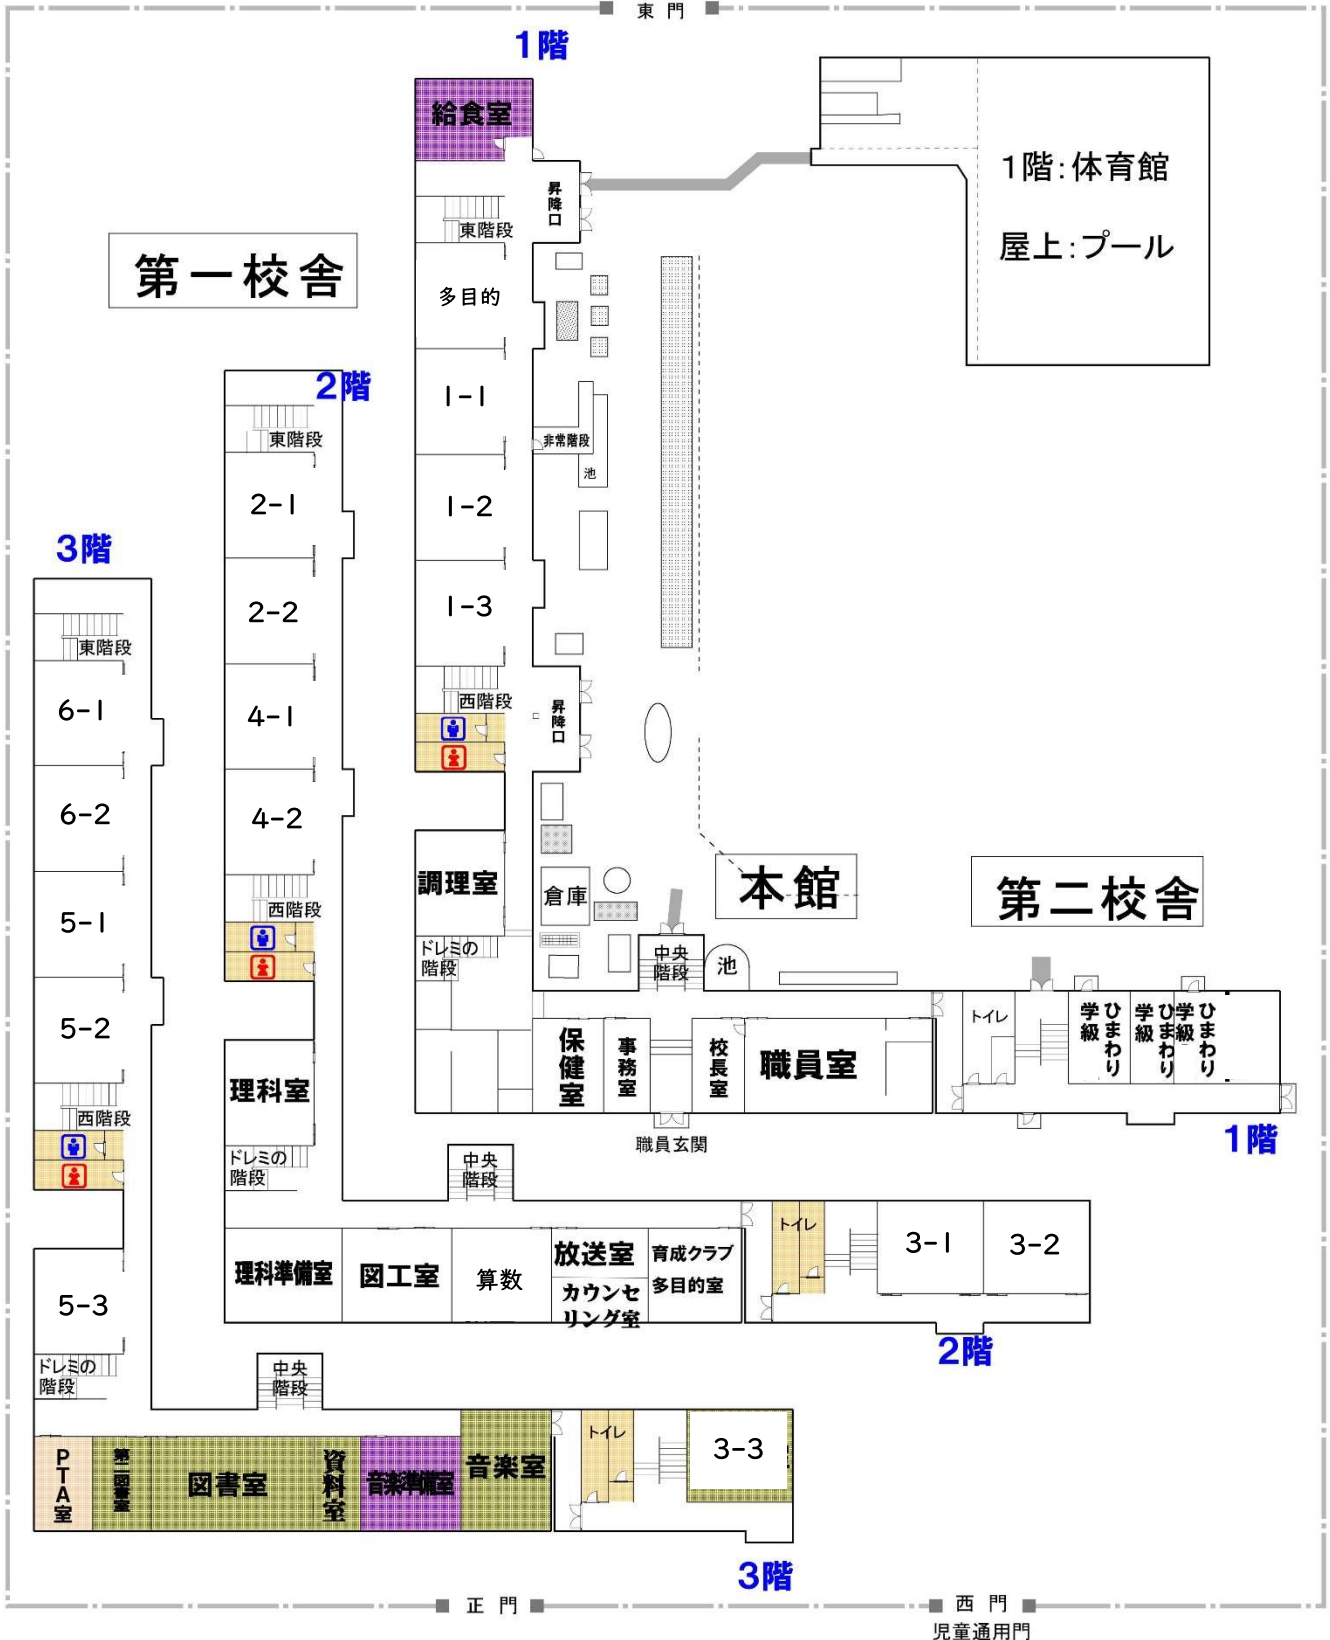 東 門
1階
給食室
昇降口
東階段
1階:体育館
屋上:プール
第一校舎
多目的
2階
1-1
非常階段
池
東階段
2-1
1-2
3階
2-2
1-3
東階段
6-1
4-1
西階段
昇降口
6-2
4-2
調理室
倉庫
本館
第二校舎
5-1
西階段
ドレミの
階段
中央
階段
池
5-2
トイレ
ひまわり
学級
ひまわり
学級
ひまわり
学級
保健室
事務室
校長室
職員室
理科室
西階段
職員玄関
1階
ドレミの
階段
中央
階段
トイレ
3-1
3-2
理科準備室
図工室
算数
放送室
カウンセ
リング室
育成クラブ
多目的室
5-3
2階
ドレミの
階段
中央
階段
トイレ
3-3
PTA室
第二図書室
図書室
資料室
音楽準備室
音楽室
3階
正 門
西 門
児童通用門